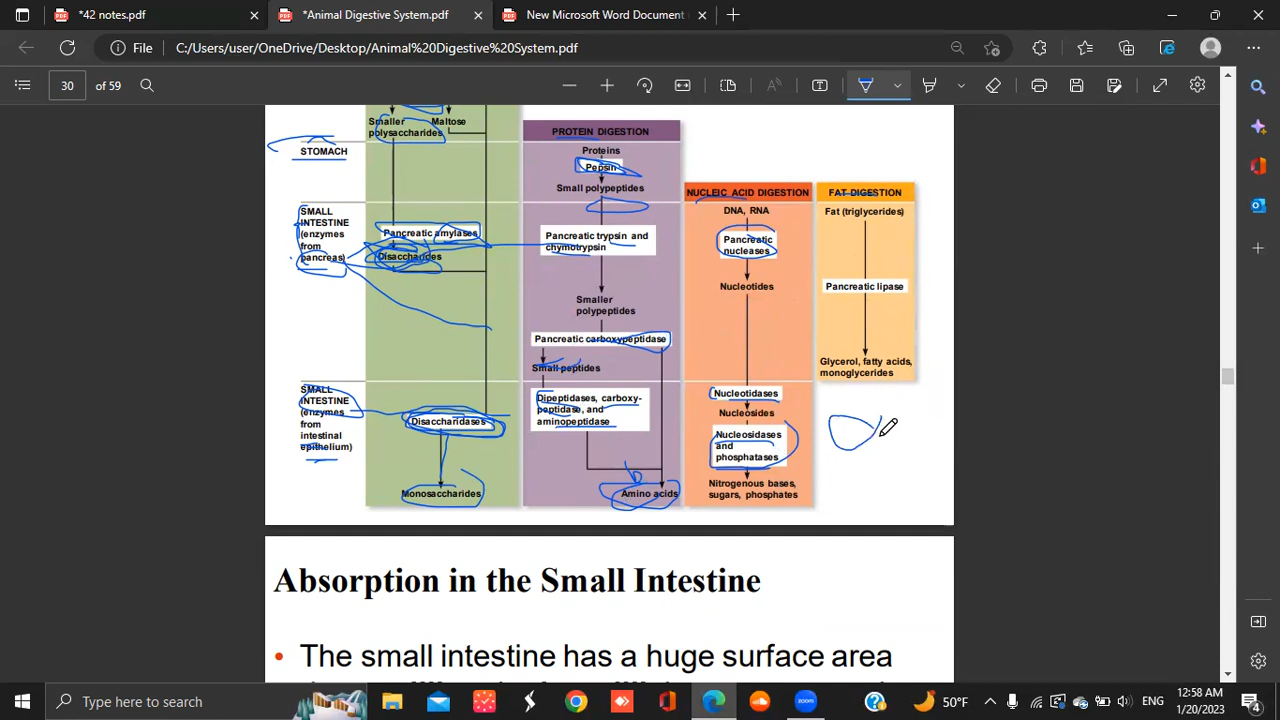 *42 notes.pdf
*Animal Digestive System.pdf
New Microsoft Word Document
File
C:/Users/user/OneDrive/Desktop/Animal%20Digestive%20System.pdf
30 of 59
Smaller
polysaccharides
Maltose
PROTEIN DIGESTION
STOMACH
Proteins
Pepsin
Small polypeptides
NUCLEIC ACID DIGESTION
FAT DIGESTION
SMALL
INTESTINE
(enzymes
from
pancreas)
Pancreatic amylases
Disaccharides
Pancreatic trypsin and
chymotrypsin
Smaller
polypeptides
Pancreatic carboxypeptidase
Small peptides
DNA, RNA
Pancreatic
nucleases
Nucleotides
Fat (triglycerides)
Pancreatic lipase
Glycerol, fatty acids,
monoglycerides
SMALL
INTESTINE
(enzymes
from
intestinal
epithelium)
Disaccharidases
Monosaccharides
Dipeptidases, carboxy-
peptidase, and
aminopeptidase
Amino acids
Nucleotidases
Nucleosides
Nucleosidases
and
phosphatases
Nitrogenous bases,
sugars, phosphates
Absorption in the Small Intestine
• The small intestine has a huge surface area
Type here to search
zoom
50°F
ENG
12:58 AM
1/20/2023
4